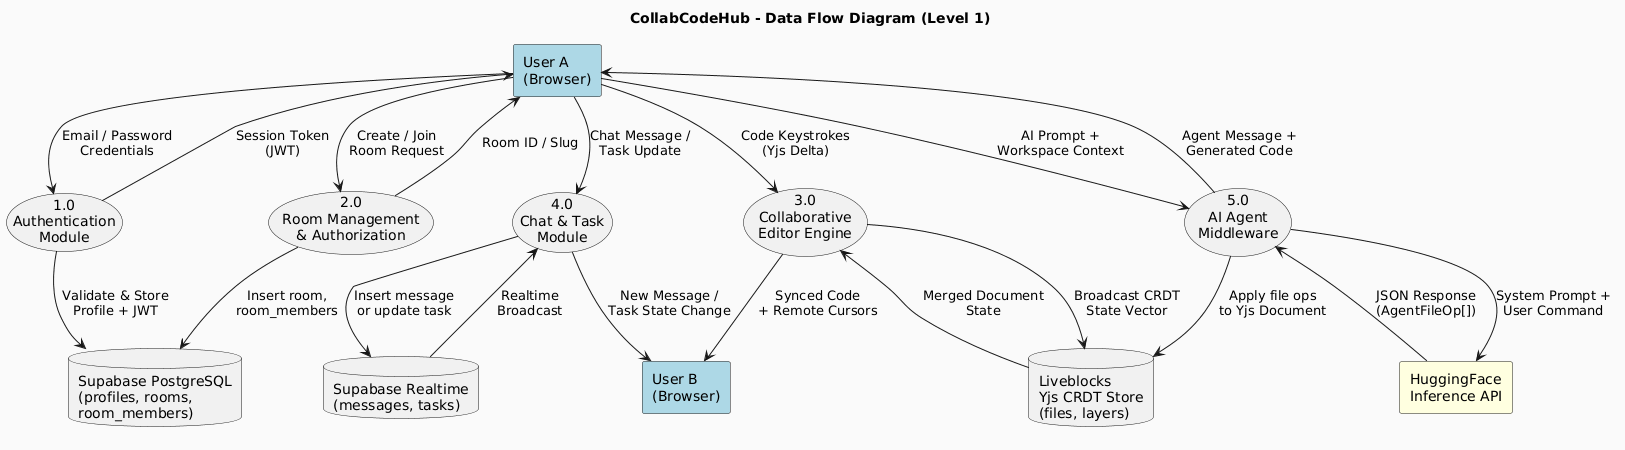 CollabCodeHub - Data Flow Diagram (Level 1)
User A
(Browser)
Email / Password
Credentials
Session Token
(JWT)
Create / Join
Room Request
Room ID / Slug
Chat Message /
Task Update
Code Keystrokes
(Yjs Delta)
AI Prompt +
Workspace Context
Agent Message +
Generated Code
1.0
Authentication
Module
2.0
Room Management
& Authorization
4.0
Chat & Task
Module
3.0
Collaborative
Editor Engine
5.0
AI Agent
Middleware
Validate & Store
Profile + JWT
Insert room,
room_members
Insert message
or update task
Realtime
Broadcast
New Message /
Task State Change
Synced Code
+ Remote Cursors
Merged Document
State
Broadcast CRDT
State Vector
Apply file ops
to Yjs Document
JSON Response
(AgentFileOp[])
System Prompt +
User Command
Supabase PostgreSQL
(profiles, rooms,
room_members)
Supabase Realtime
(messages, tasks)
User B
(Browser)
Liveblocks
Yjs CRDT Store
(files, layers)
HuggingFace
Inference API